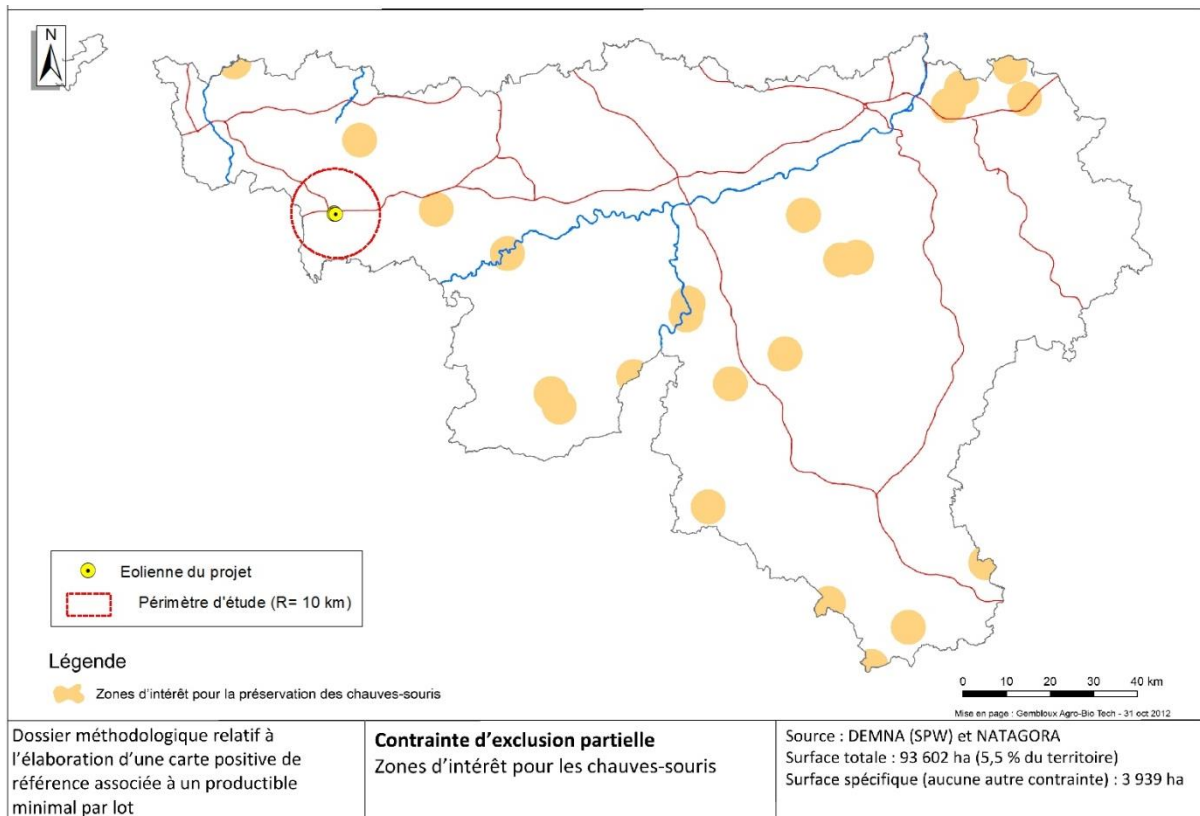 N
Eolienne du projet
Périmètre d'étude (R= 10 km)
Légende
Zones d'intérêt pour la préservation des chauves-souris
0 10 20 30 40 km
Mise en page : Gembloux Agro-Bio Tech - 31 oct 2012
Dossier méthodologique relatif à
l'élaboration d'une carte positive de
référence associée à un productible
minimal par lot
Contrainte d'exclusion partielle
Zones d'intérêt pour les chauves-souris
Source : DEMNA (SPW) et NATAGORA
Surface totale : 93 602 ha (5,5 % du territoire)
Surface spécifique (aucune autre contrainte) : 3 939 ha